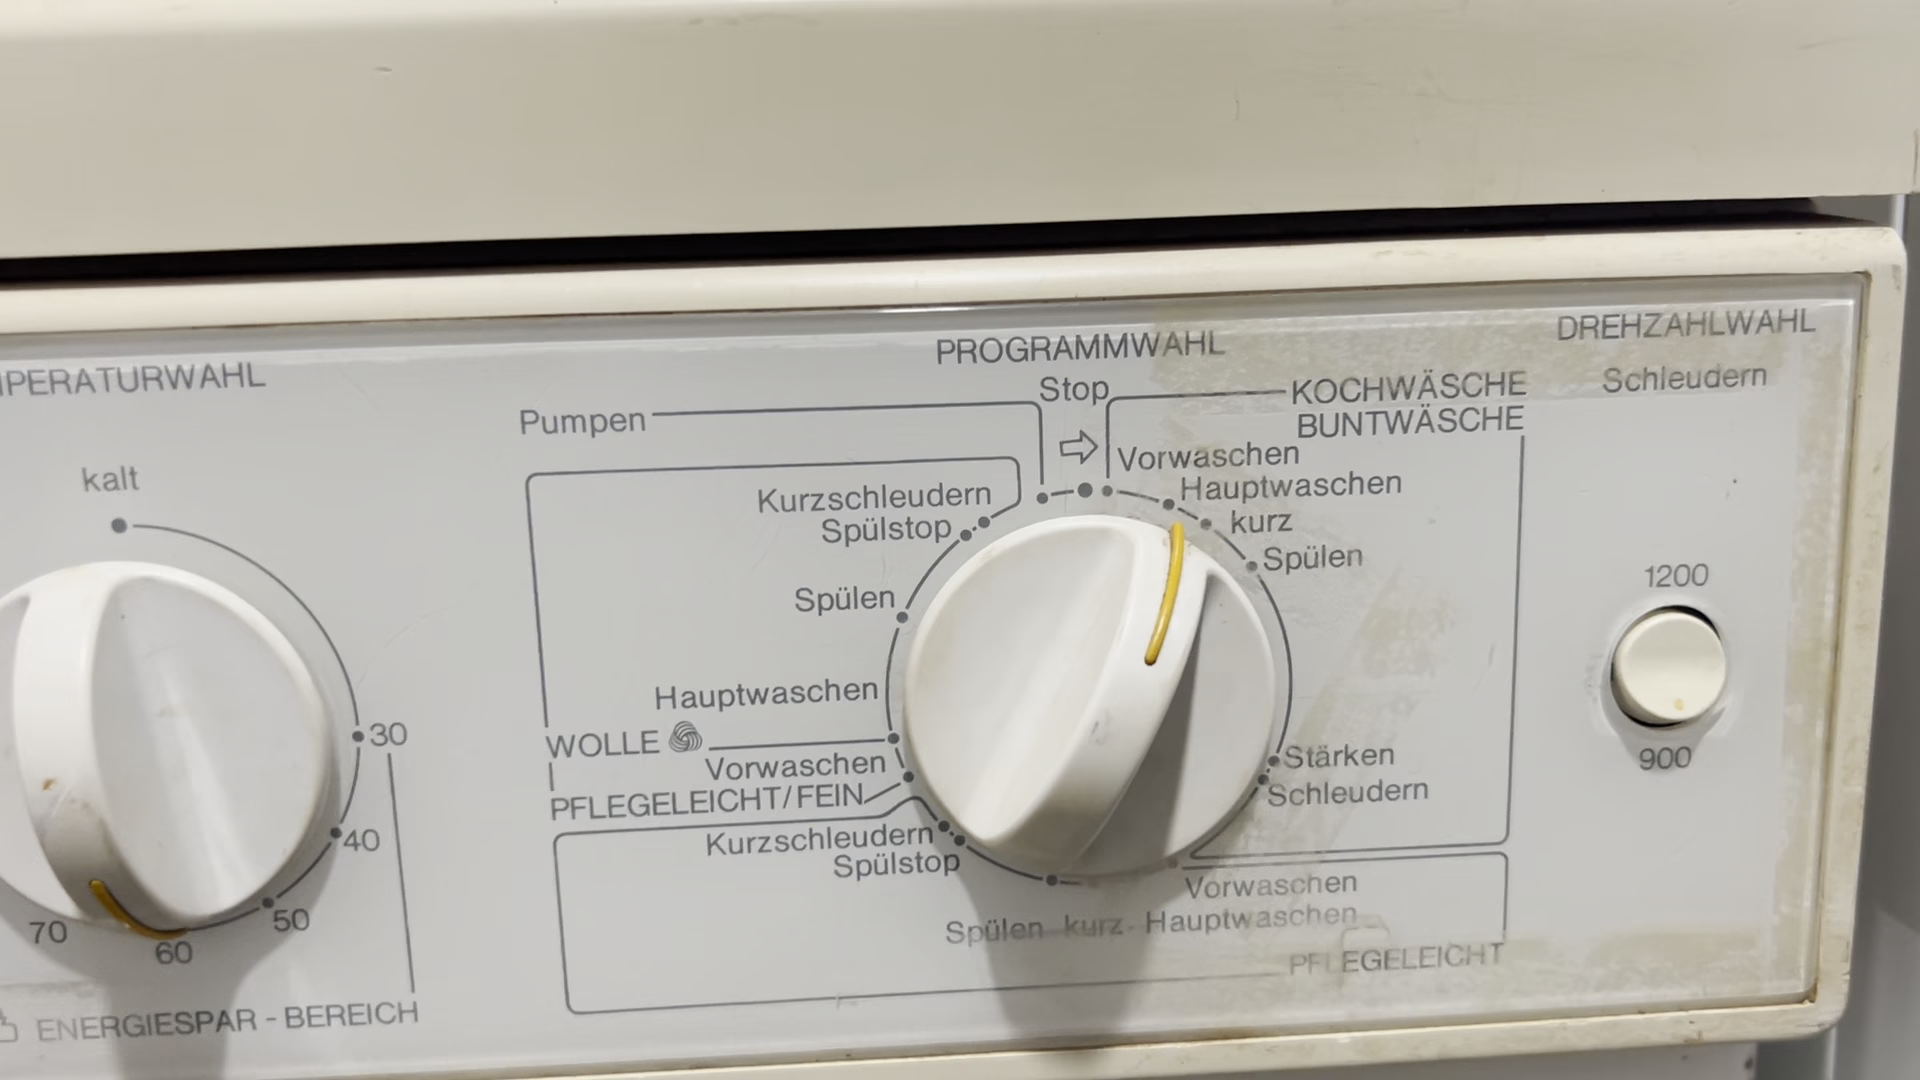 PERATURWAHL
kalt
30
40
50
60
70
ENERGIESPAR - BEREICH
PROGRAMMWAHL
Stop
Pumpen
KOCHWÄSCHE
BUNTWÄSCHE
Vorwaschen
Hauptwaschen
kurz
Spülen
Stärken
Schleudern
Kurzschleudern
Spülstop
Spülen
Hauptwaschen
WOLLE
Vorwaschen
PFLEGELEICHT/FEIN
Kurzschleudern
Spülstop
Vorwaschen
Spülen kurz Hauptwaschen
PFLEGELEICHT
DREHZAHLWAHL
Schleudern
1200
900